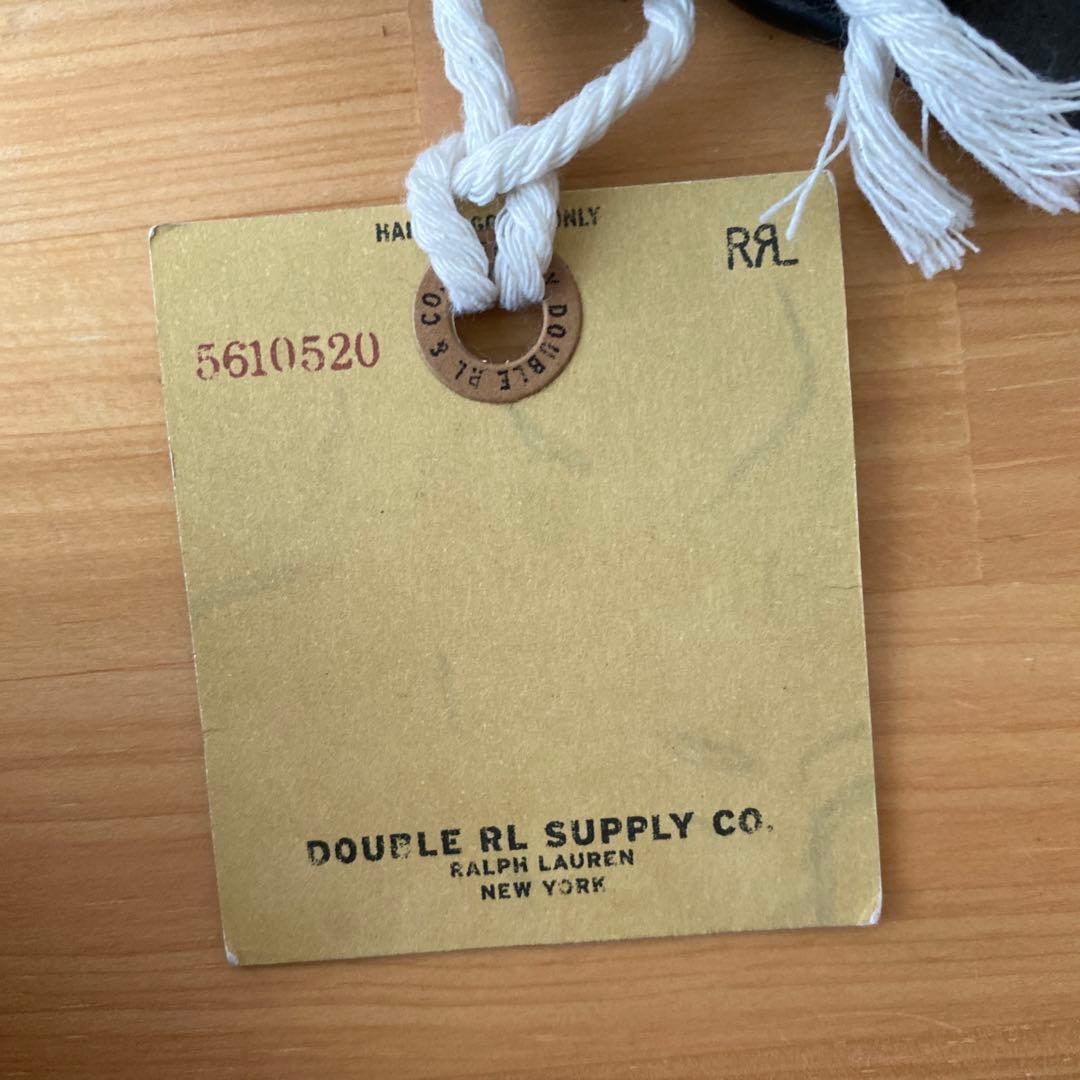 ONLY
RRL
5610520
DOUBLE RL & CO.
DOUBLE RL SUPPLY CO.
RALPH LAUREN
NEW YORK